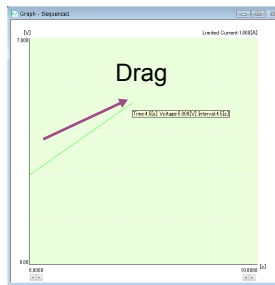 Graph - Sequence1
[V]
Limited Current:1.000[A]
7.000
Drag
Time:4.5[s] Voltage:5.000[V] Interval:4.5[s]
0.00
0.0000
10.0000
[s]